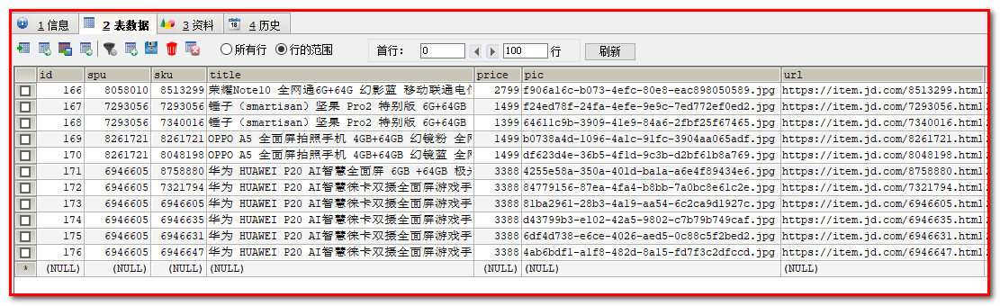 1 信息 2 表数据 3 资料 4 历史
所有行 行的范围 首行： 0 100 行 刷新
id spu sku title price pic url
166 8058010 8513299 荣耀Note10 全网通6G+64G 幻影蓝 移动联通电信 2799 f906a16c-b073-4efc-80e8-eac898050589.jpg https://item.jd.com/8513299.html
167 7293056 7293056 锤子（smartisan）坚果 Pro2 特别版 6G+64GB 1499 f24ed78f-24fa-4efe-9e9c-7ed772ef0ed2.jpg https://item.jd.com/7293056.html
168 7293056 7340016 锤子（smartisan）坚果 Pro2 特别版 6G+64GB 1399 64611c9b-3909-41e9-84a6-2fbf25f67465.jpg https://item.jd.com/7340016.html
169 8261721 8261721 OPPO A5 全面屏拍照手机 4GB+64GB 幻镜粉 全网 1499 b0738a4d-1096-4a1c-91fc-3904aa065adf.jpg https://item.jd.com/8261721.html
170 8261721 8048198 OPPO A5 全面屏拍照手机 4GB+64GB 幻镜蓝 全网 1499 df623d4e-36b5-4f1d-9c3b-d2bf61b8a769.jpg https://item.jd.com/8048198.html
171 6946605 8758880 华为 HUAWEI P20 AI智慧全面屏 6GB +64GB 极光 3388 4255e58a-350a-401d-ba1a-a6e4f89434e6.jpg https://item.jd.com/8758880.html
172 6946605 7321794 华为 HUAWEI P20 AI智慧徕卡双摄全面屏游戏手 3388 84779156-87ea-4fa4-b8bb-7a0bc8e61c2e.jpg https://item.jd.com/7321794.html
173 6946605 6946605 华为 HUAWEI P20 AI智慧徕卡双摄全面屏游戏手 3388 81ba2961-28b3-4a19-aa54-6c2ca9d1927c.jpg https://item.jd.com/6946605.html
174 6946605 6946635 华为 HUAWEI P20 AI智慧徕卡双摄全面屏游戏手 3388 d43799b3-e102-42a5-9802-c7b79b749caf.jpg https://item.jd.com/6946635.html
175 6946605 6946631 华为 HUAWEI P20 AI智慧徕卡双摄全面屏游戏手 3388 6df4d738-e6ce-4026-aed5-0c88c5f2bed2.jpg https://item.jd.com/6946631.html
176 6946605 6946647 华为 HUAWEI P20 AI智慧徕卡双摄全面屏游戏手 3388 4ab6bdf1-a1f8-482d-8a15-fd7f3c2dfccd.jpg https://item.jd.com/6946647.html
* (NULL) (NULL) (NULL) (NULL) (NULL) (NULL) (NULL)